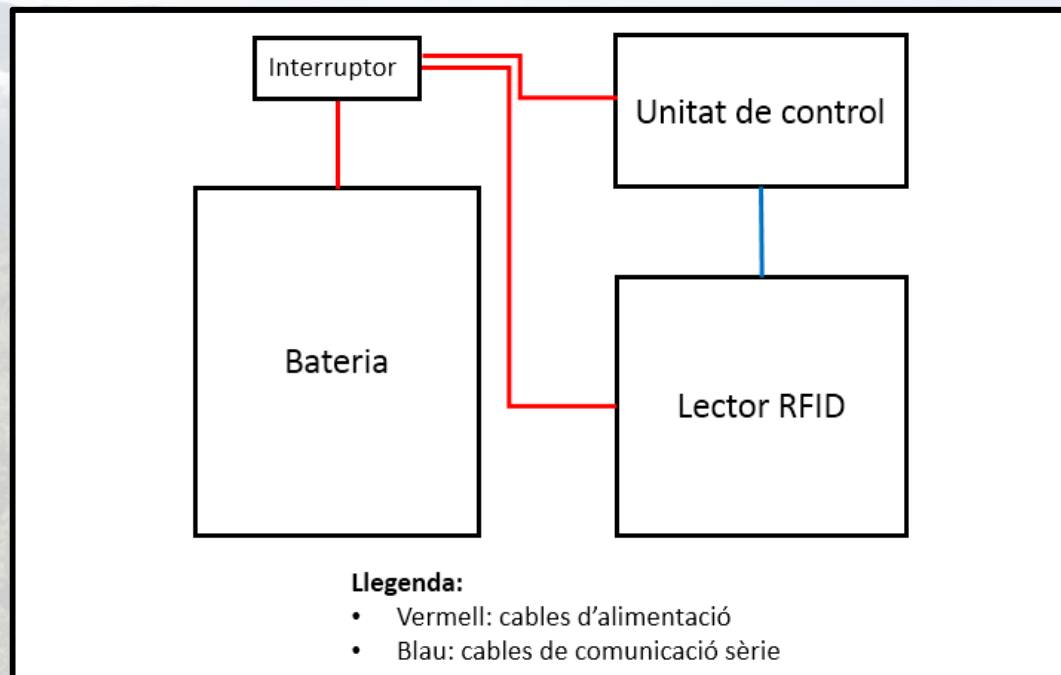 Interruptor
Unitat de control
Bateria
Lector RFID
Llegenda:
• Vermell: cables d’alimentació
• Blau: cables de comunicació sèrie